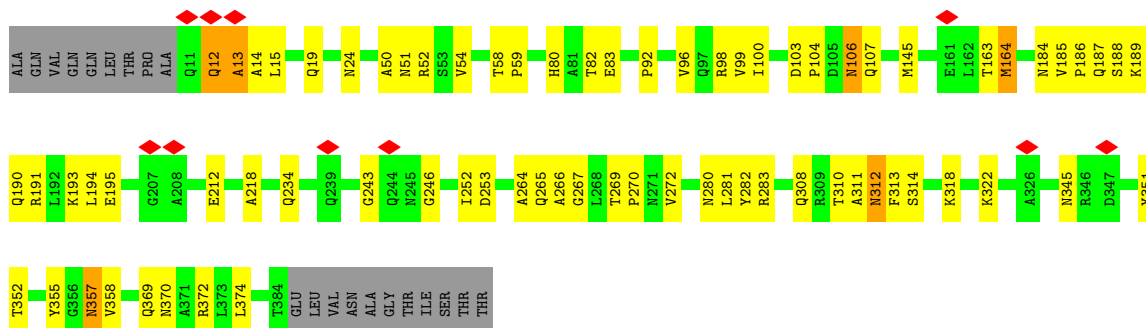 ALA GLN VAL GLN GLN LEU THR PRO ALA Q11 Q12 A13 A14 L15 Q19 N24 A50 N51 R52 S53 V54 T58 P59 H80 A81 T82 E83 P92 V96 Q97 R98 V99 I100 D103 P104 D105 N106 Q107 M145 E161 L162 T163 M164 N184 V185 P186 Q187 S188 K189
Q190 R191 L192 K193 L194 E195 G207 A208 E212 A218 Q234 Q239 G243 Q244 N245 G246 I252 D253 A264 Q265 A266 G267 L268 T269 P270 N271 V272 N280 L281 Y282 R283 Q308 R309 T310 A311 N312 F313 S314 K318 K322 A326 N345 R346 D347
T352 Y355 G356 N357 V358 Q369 N370 A371 R372 L373 L374 T384 GLU LEU VAL ASN ALA GLY THR ILE SER THR THR